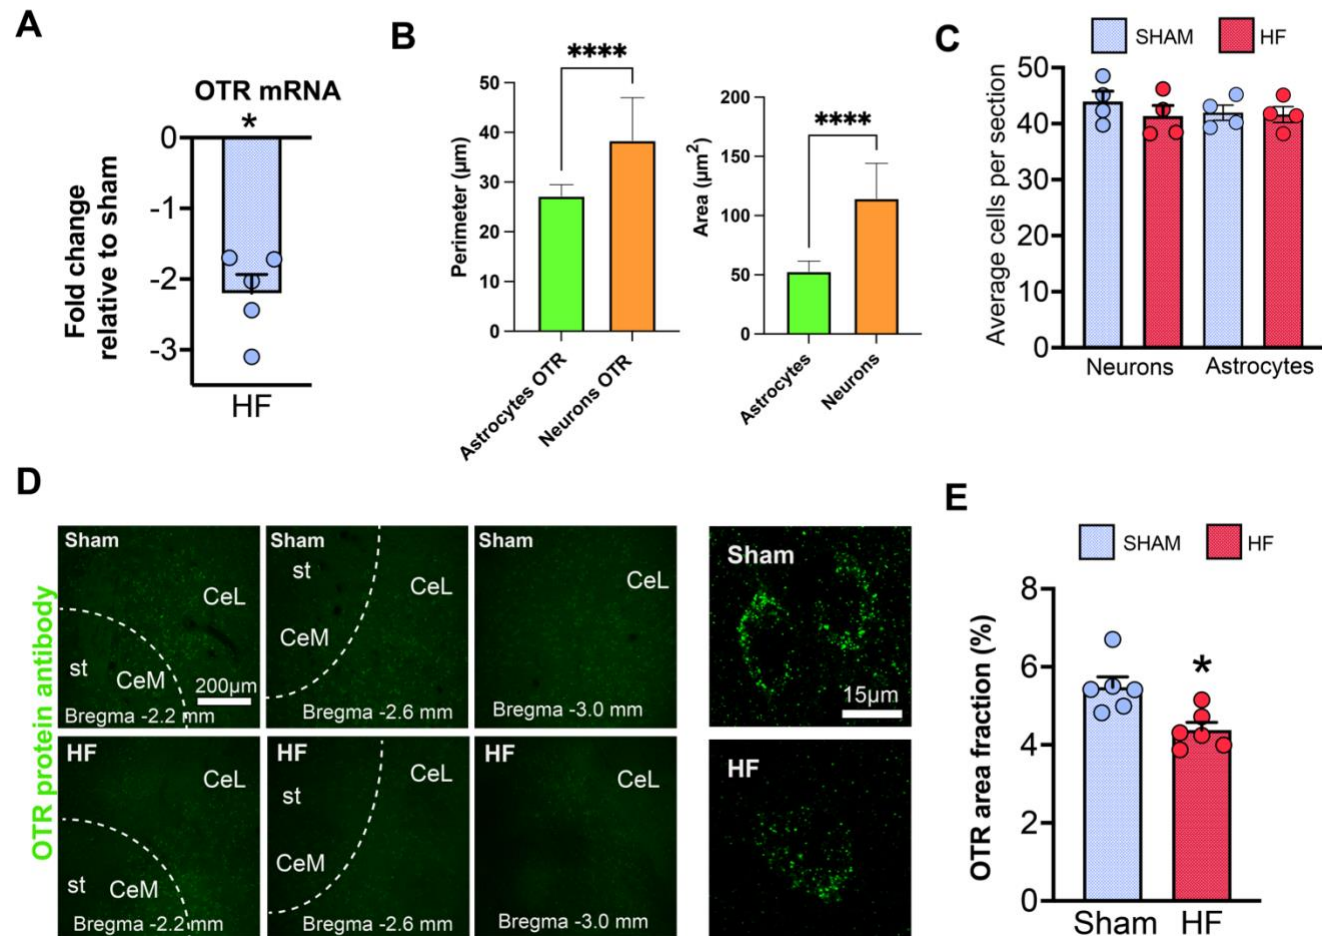 A
OTR mRNA
*
Fold change
relative to sham
0
-1
-2
-3
HF
B
****
Perimeter (µm)
50
40
30
20
10
0
Astrocytes OTR
Neurons OTR
****
Area (µm²)
200
150
100
50
0
Astrocytes
Neurons
C
SHAM
HF
Average cells per section
50
40
30
20
10
0
Neurons
Astrocytes
D
OTR protein antibody
Sham
CeL
st
CeM
200µm
Bregma -2.2 mm
Sham
st
CeL
CeM
Bregma -2.6 mm
Sham
CeL
Bregma -3.0 mm
Sham
15µm
HF
CeL
st
CeM
Bregma -2.2 mm
HF
CeL
st
CeM
Bregma -2.6 mm
HF
CeL
Bregma -3.0 mm
HF
E
SHAM
HF
OTR area fraction (%)
8
6
4
2
0
*
Sham
HF